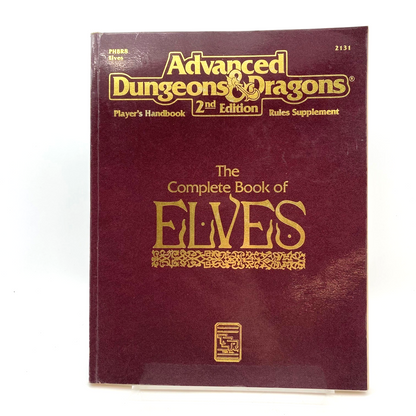 PHBR8
Elves
2131
Advanced
Dungeons & Dragons®
2nd Edition
Player's Handbook
Rules Supplement
The
Complete Book of
ELVES